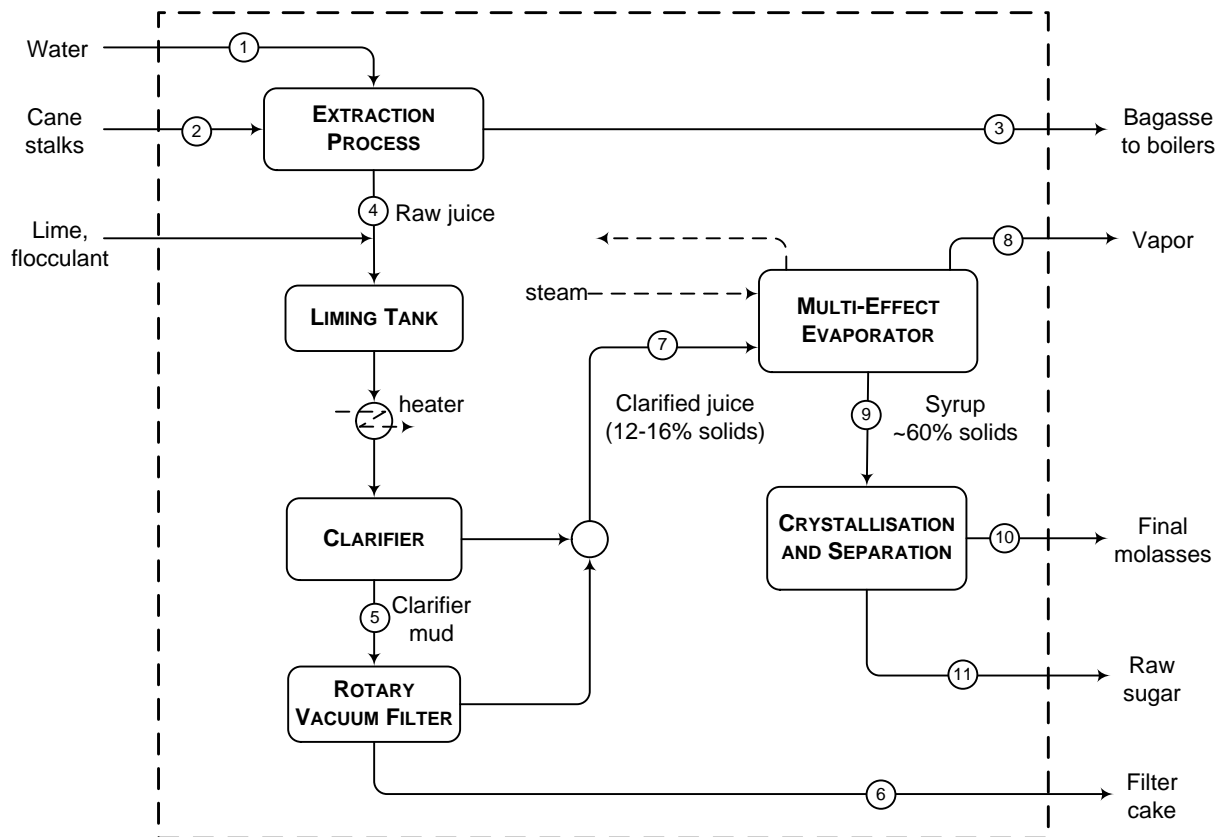 Water
1
EXTRACTION
PROCESS
Cane
stalks
2
3
Bagasse
to boilers
4
Raw juice
Lime,
flocculant
8
Vapor
steam
LIMING TANK
MULTI-EFFECT
EVAPORATOR
7
heater
Clarified juice
(12-16% solids)
9
Syrup
~60% solids
CLARIFIER
CRYSTALLISATION
AND SEPARATION
10
Final
molasses
5
Clarifier
mud
11
Raw
sugar
ROTARY
VACUUM FILTER
6
Filter
cake